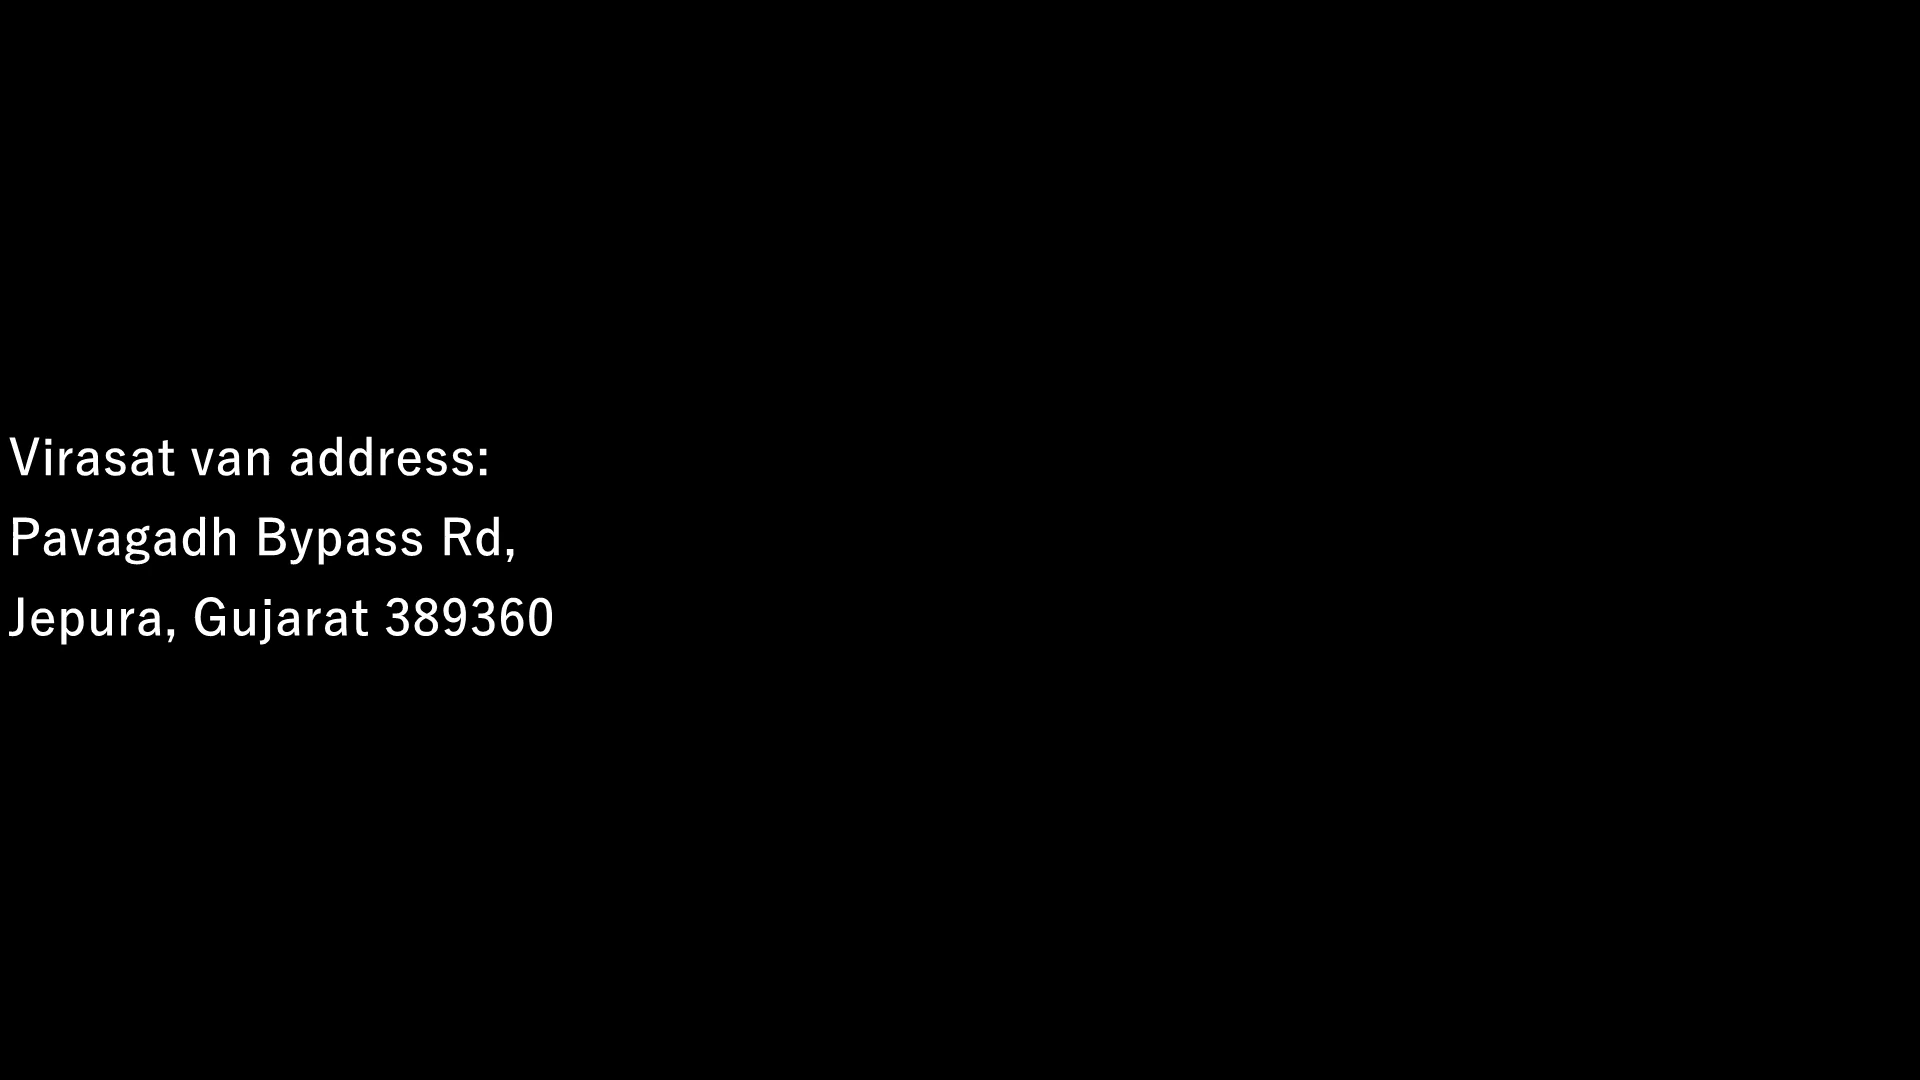 Virasat van address:
Pavagadh Bypass Rd,
Jepura, Gujarat 389360